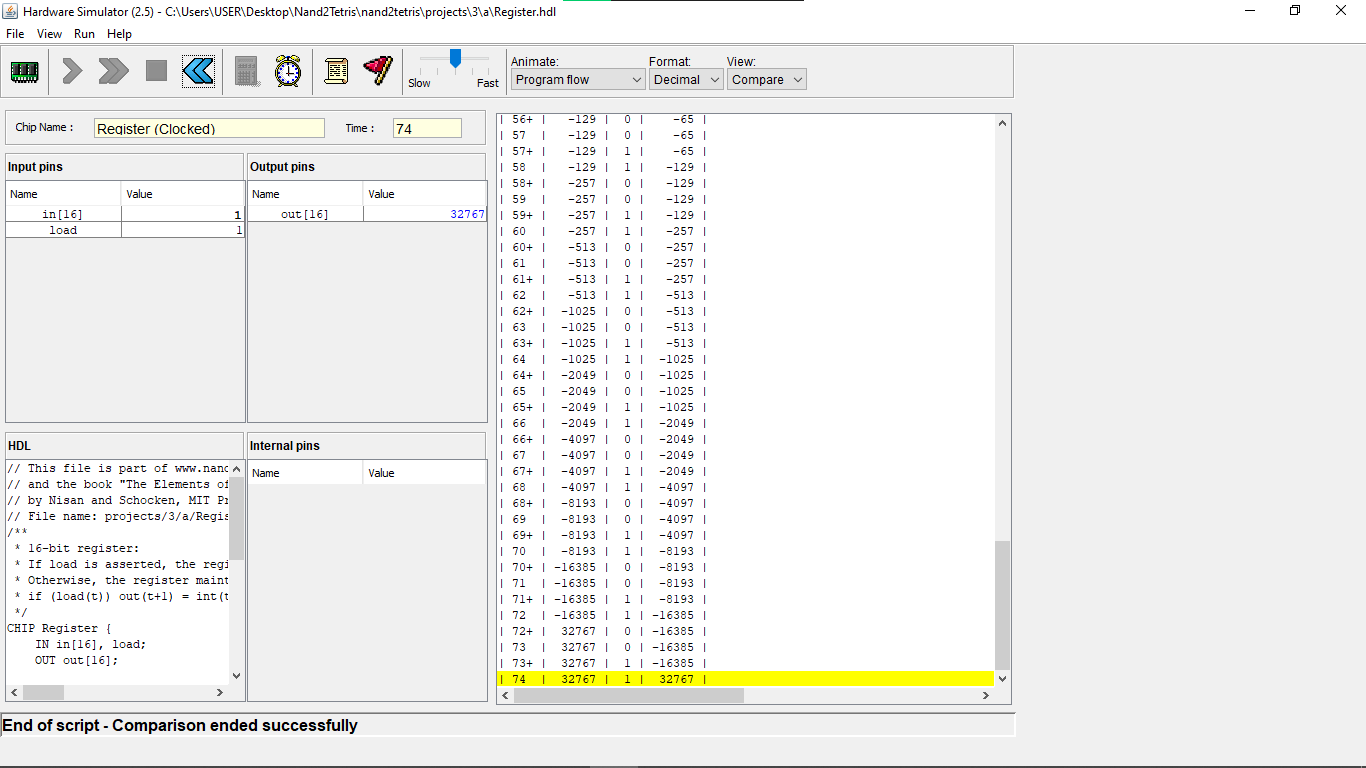 Hardware Simulator (2.5) - C:\Users\USER\Desktop\Nand2Tetris\nand2tetris\projects\3\a\Register.hdl
File View Run Help
Slow Fast
Animate: Format: View:
Program flow Decimal Compare
Chip Name : Register (Clocked) Time : 74
Input pins
Name Value
in[16] 1
load 1
Output pins
Name Value
out[16] 32767
HDL
// This file is part of www.nanc
// and the book "The Elements of
// by Nisan and Schocken, MIT Pr
// File name: projects/3/a/Regis
/**
* 16-bit register:
* If load is asserted, the regi
* Otherwise, the register maint
* if (load(t)) out(t+1) = int(t
*/
CHIP Register {
IN in[16], load;
OUT out[16];
Internal pins
Name Value
| 56+ | -129 | 0 | -65 |
| 57 | -129 | 0 | -65 |
| 57+ | -129 | 1 | -65 |
| 58 | -129 | 1 | -129 |
| 58+ | -257 | 0 | -129 |
| 59 | -257 | 0 | -129 |
| 59+ | -257 | 1 | -129 |
| 60 | -257 | 1 | -257 |
| 60+ | -513 | 0 | -257 |
| 61 | -513 | 0 | -257 |
| 61+ | -513 | 1 | -257 |
| 62 | -513 | 1 | -513 |
| 62+ | -1025 | 0 | -513 |
| 63 | -1025 | 0 | -513 |
| 63+ | -1025 | 1 | -513 |
| 64 | -1025 | 1 | -1025 |
| 64+ | -2049 | 0 | -1025 |
| 65 | -2049 | 0 | -1025 |
| 65+ | -2049 | 1 | -1025 |
| 66 | -2049 | 1 | -2049 |
| 66+ | -4097 | 0 | -2049 |
| 67 | -4097 | 0 | -2049 |
| 67+ | -4097 | 1 | -2049 |
| 68 | -4097 | 1 | -4097 |
| 68+ | -8193 | 0 | -4097 |
| 69 | -8193 | 0 | -4097 |
| 69+ | -8193 | 1 | -4097 |
| 70 | -8193 | 1 | -8193 |
| 70+ | -16385 | 0 | -8193 |
| 71 | -16385 | 0 | -8193 |
| 71+ | -16385 | 1 | -8193 |
| 72 | -16385 | 1 | -16385 |
| 72+ | 32767 | 0 | -16385 |
| 73 | 32767 | 0 | -16385 |
| 73+ | 32767 | 1 | -16385 |
| 74 | 32767 | 1 | 32767 |
End of script - Comparison ended successfully